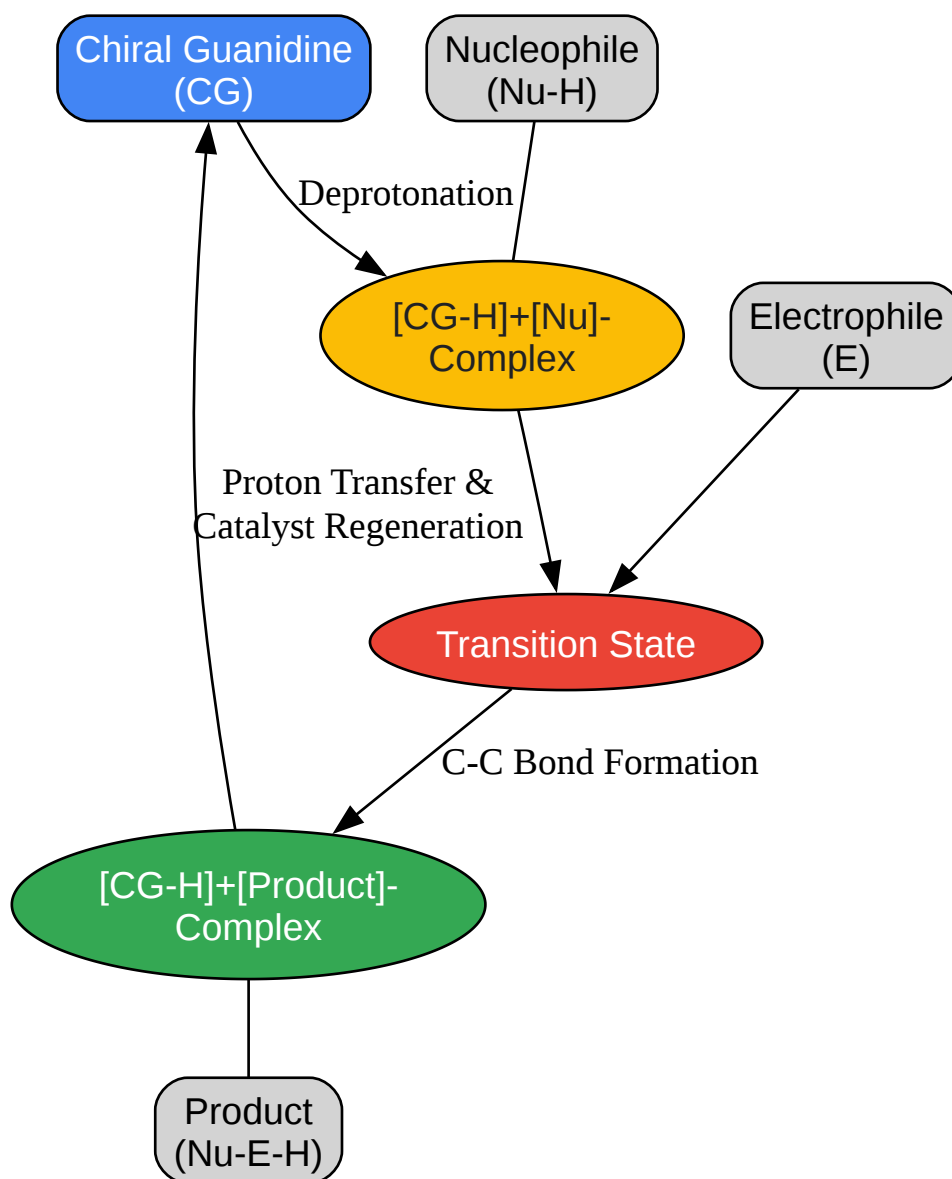 Chiral Guanidine
(CG)
Nucleophile
(Nu-H)
Deprotonation
[CG-H]+[Nu]-
Complex
Electrophile
(E)
Proton Transfer &
Catalyst Regeneration
Transition State
C-C Bond Formation
[CG-H]+[Product]-
Complex
Product
(Nu-E-H)